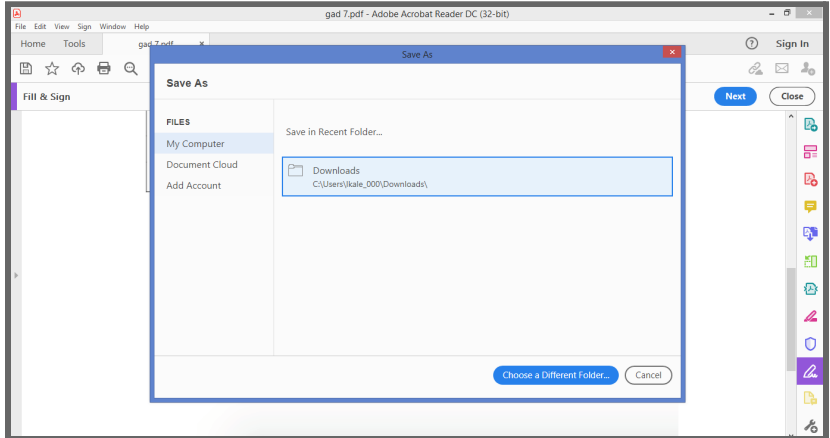 gad 7.pdf - Adobe Acrobat Reader DC (32-bit)
File Edit View Sign Window Help
Home Tools gad 7.pdf x
Sign In
Save As
Fill & Sign
Next Close
Save As
FILES
My Computer
Document Cloud
Add Account
Save in Recent Folder...
Downloads
C:\Users\lkale_000\Downloads\
Choose a Different Folder... Cancel